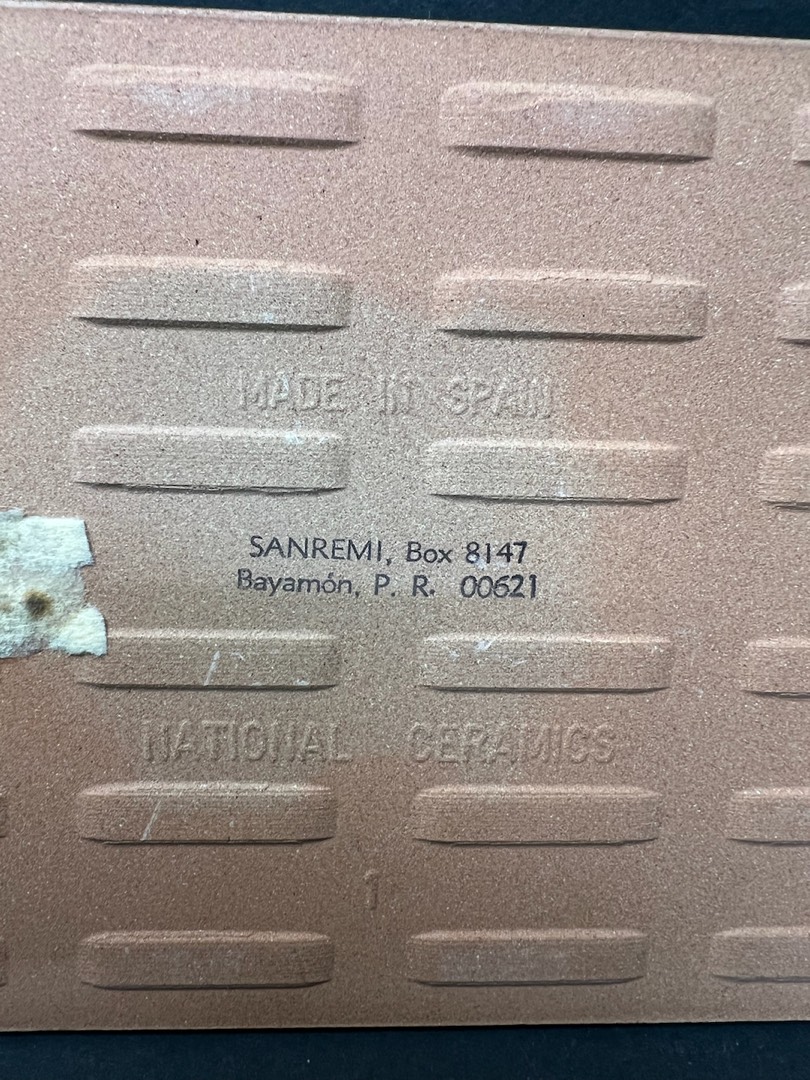 MADE IN SPAIN
SANREMI, Box 8147
Bayamón, P. R. 00621
NATIONAL CERAMICS
1